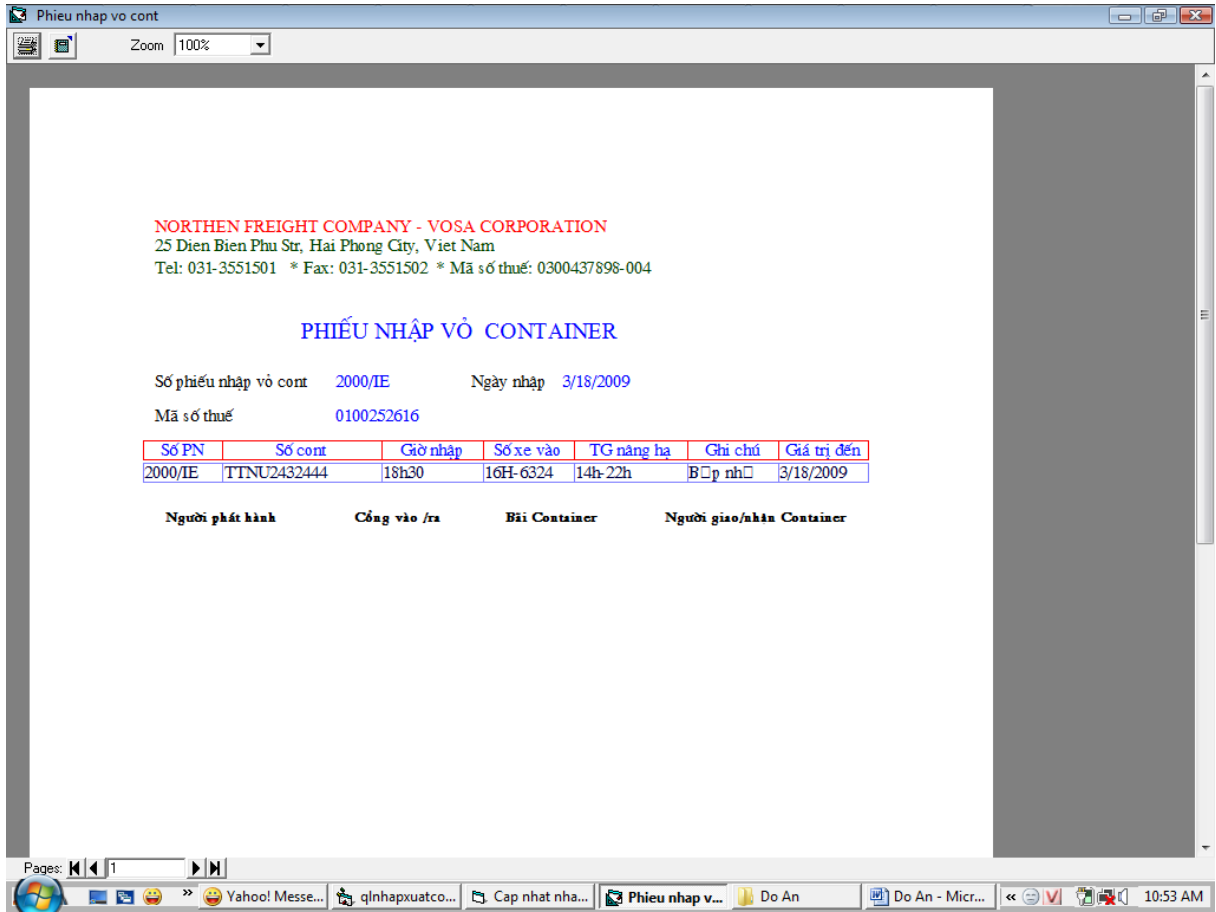 Phieu nhap vo cont
Zoom 100%
NORTHEN FREIGHT COMPANY - VOSA CORPORATION
25 Dien Bien Phu Str, Hai Phong City, Viet Nam
Tel: 031-3551501 * Fax: 031-3551502 * Mã số thuế: 0300437898-004
PHIẾU NHẬP VỎ CONTAINER
Số phiếu nhập vỏ cont 2000/IE Ngày nhập 3/18/2009
Mã số thuế 0100252616
Số PN Số cont Giờ nhập Số xe vào TG nâng hạ Ghi chú Giá trị đến
2000/IE TTNU2432444 18h30 16H-6324 14h-22h B□p nh□ 3/18/2009
Người phát hành Cổng vào /ra Bãi Container Người giao/nhận Container
Pages: 1
Yahoo! Messe... qlnhapxuatco... Cap nhat nha... Phieu nhap v... Do An Do An - Micr... 10:53 AM